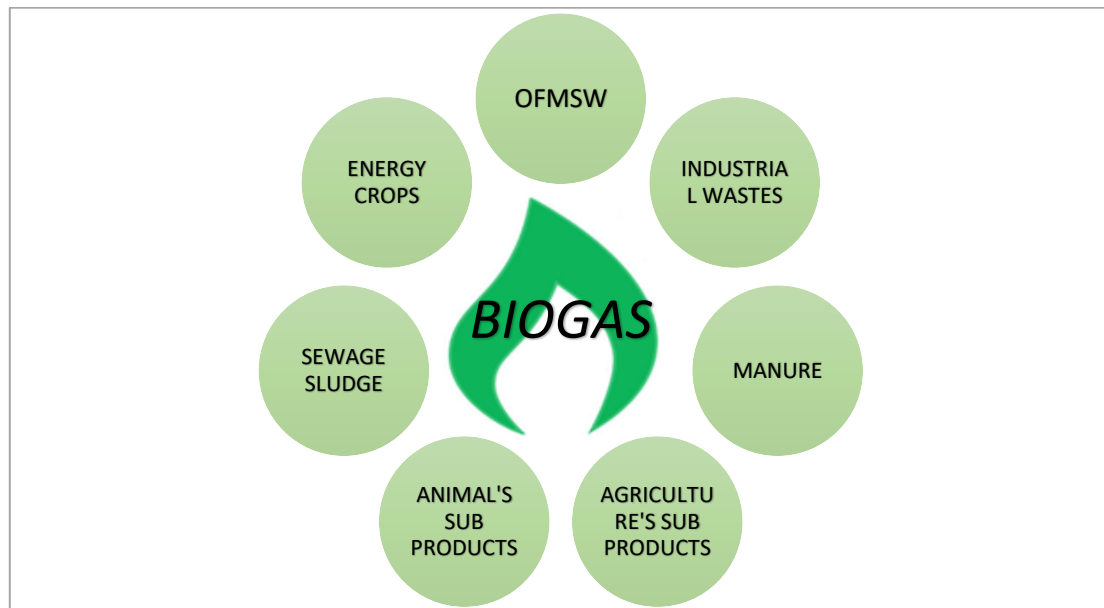 OFMSW
INDUSTRIA
L WASTES
MANURE
AGRICULTU
RE'S SUB
PRODUCTS
ANIMAL'S
SUB
PRODUCTS
SEWAGE
SLUDGE
ENERGY
CROPS
BIOGAS